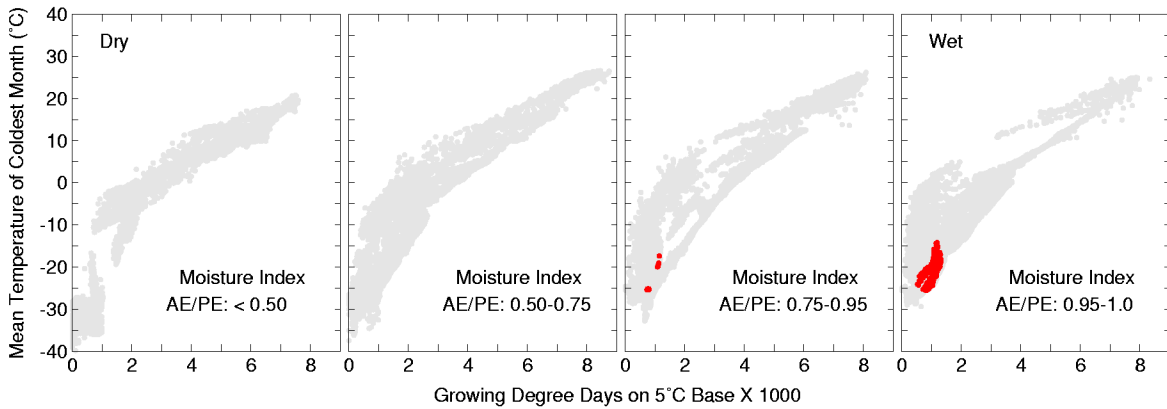 Mean Temperature of Coldest Month (˚C)
40
30
20
10
0
-10
-20
-30
-40
Dry
Wet
Moisture Index
AE/PE: < 0.50
Moisture Index
AE/PE: 0.50-0.75
Moisture Index
AE/PE: 0.75-0.95
Moisture Index
AE/PE: 0.95-1.0
0 2 4 6 8
0 2 4 6 8
0 2 4 6 8
0 2 4 6 8
Growing Degree Days on 5˚C Base X 1000